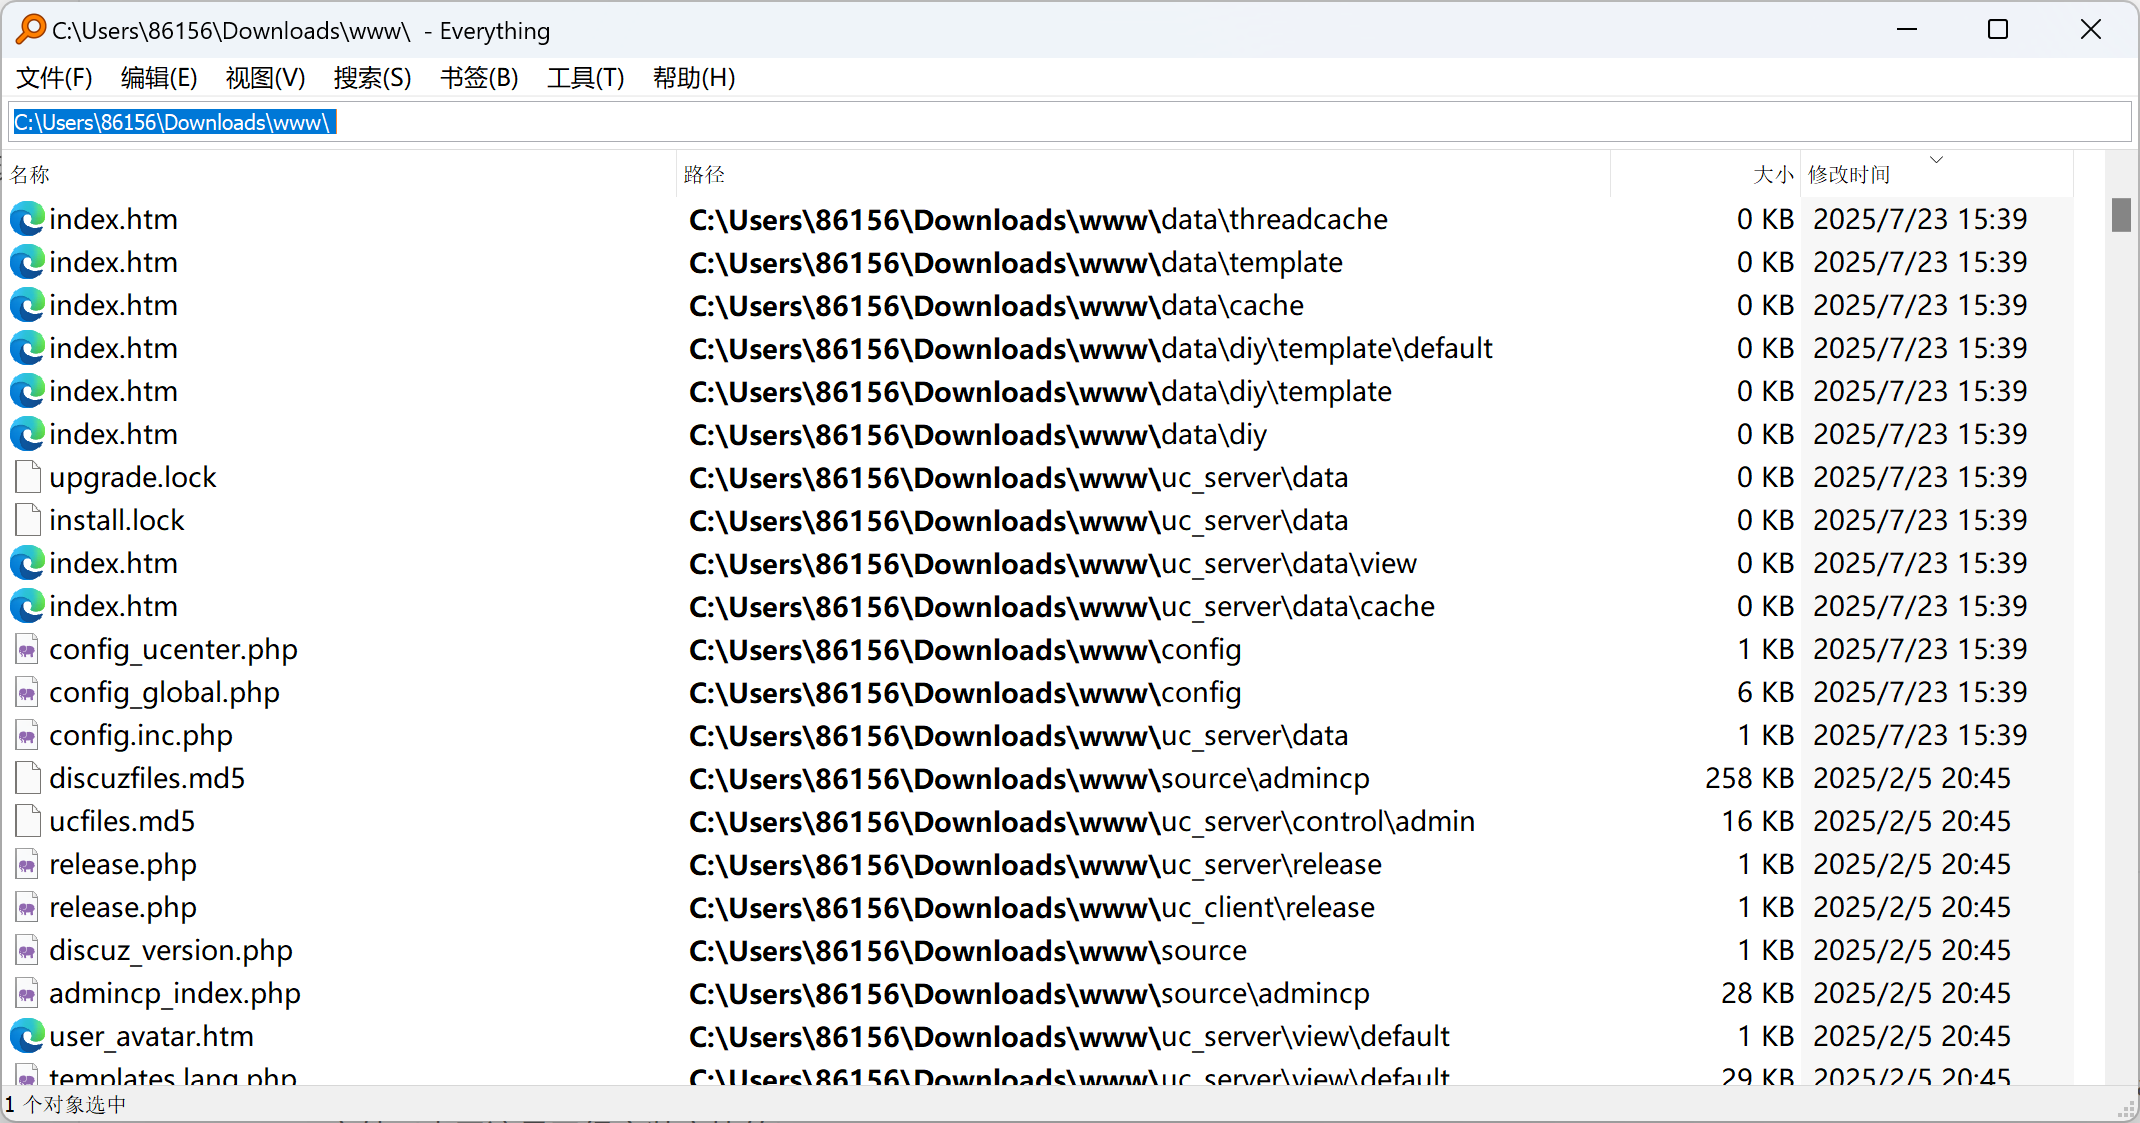 C:\Users\86156\Downloads\www\ - Everything
文件(F) 编辑(E) 视图(V) 搜索(S) 书签(B) 工具(T) 帮助(H)
C:\Users\86156\Downloads\www\
名称 路径 大小 修改时间
index.htm C:\Users\86156\Downloads\www\data\threadcache 0 KB 2025/7/23 15:39
index.htm C:\Users\86156\Downloads\www\data\template 0 KB 2025/7/23 15:39
index.htm C:\Users\86156\Downloads\www\data\cache 0 KB 2025/7/23 15:39
index.htm C:\Users\86156\Downloads\www\data\diy\template\default 0 KB 2025/7/23 15:39
index.htm C:\Users\86156\Downloads\www\data\diy\template 0 KB 2025/7/23 15:39
index.htm C:\Users\86156\Downloads\www\data\diy 0 KB 2025/7/23 15:39
upgrade.lock C:\Users\86156\Downloads\www\uc_server\data 0 KB 2025/7/23 15:39
install.lock C:\Users\86156\Downloads\www\uc_server\data 0 KB 2025/7/23 15:39
index.htm C:\Users\86156\Downloads\www\uc_server\data\view 0 KB 2025/7/23 15:39
index.htm C:\Users\86156\Downloads\www\uc_server\data\cache 0 KB 2025/7/23 15:39
config_ucenter.php C:\Users\86156\Downloads\www\config 1 KB 2025/7/23 15:39
config_global.php C:\Users\86156\Downloads\www\config 6 KB 2025/7/23 15:39
config.inc.php C:\Users\86156\Downloads\www\uc_server\data 1 KB 2025/7/23 15:39
discuzfiles.md5 C:\Users\86156\Downloads\www\source\admincp 258 KB 2025/2/5 20:45
ucfiles.md5 C:\Users\86156\Downloads\www\uc_server\control\admin 16 KB 2025/2/5 20:45
release.php C:\Users\86156\Downloads\www\uc_server\release 1 KB 2025/2/5 20:45
release.php C:\Users\86156\Downloads\www\uc_client\release 1 KB 2025/2/5 20:45
discuz_version.php C:\Users\86156\Downloads\www\source 1 KB 2025/2/5 20:45
admincp_index.php C:\Users\86156\Downloads\www\source\admincp 28 KB 2025/2/5 20:45
user_avatar.htm C:\Users\86156\Downloads\www\uc_server\view\default 1 KB 2025/2/5 20:45
templates.lang.php C:\Users\86156\Downloads\www\uc_server\view\default 29 KB 2025/2/5 20:45
1 个对象选中